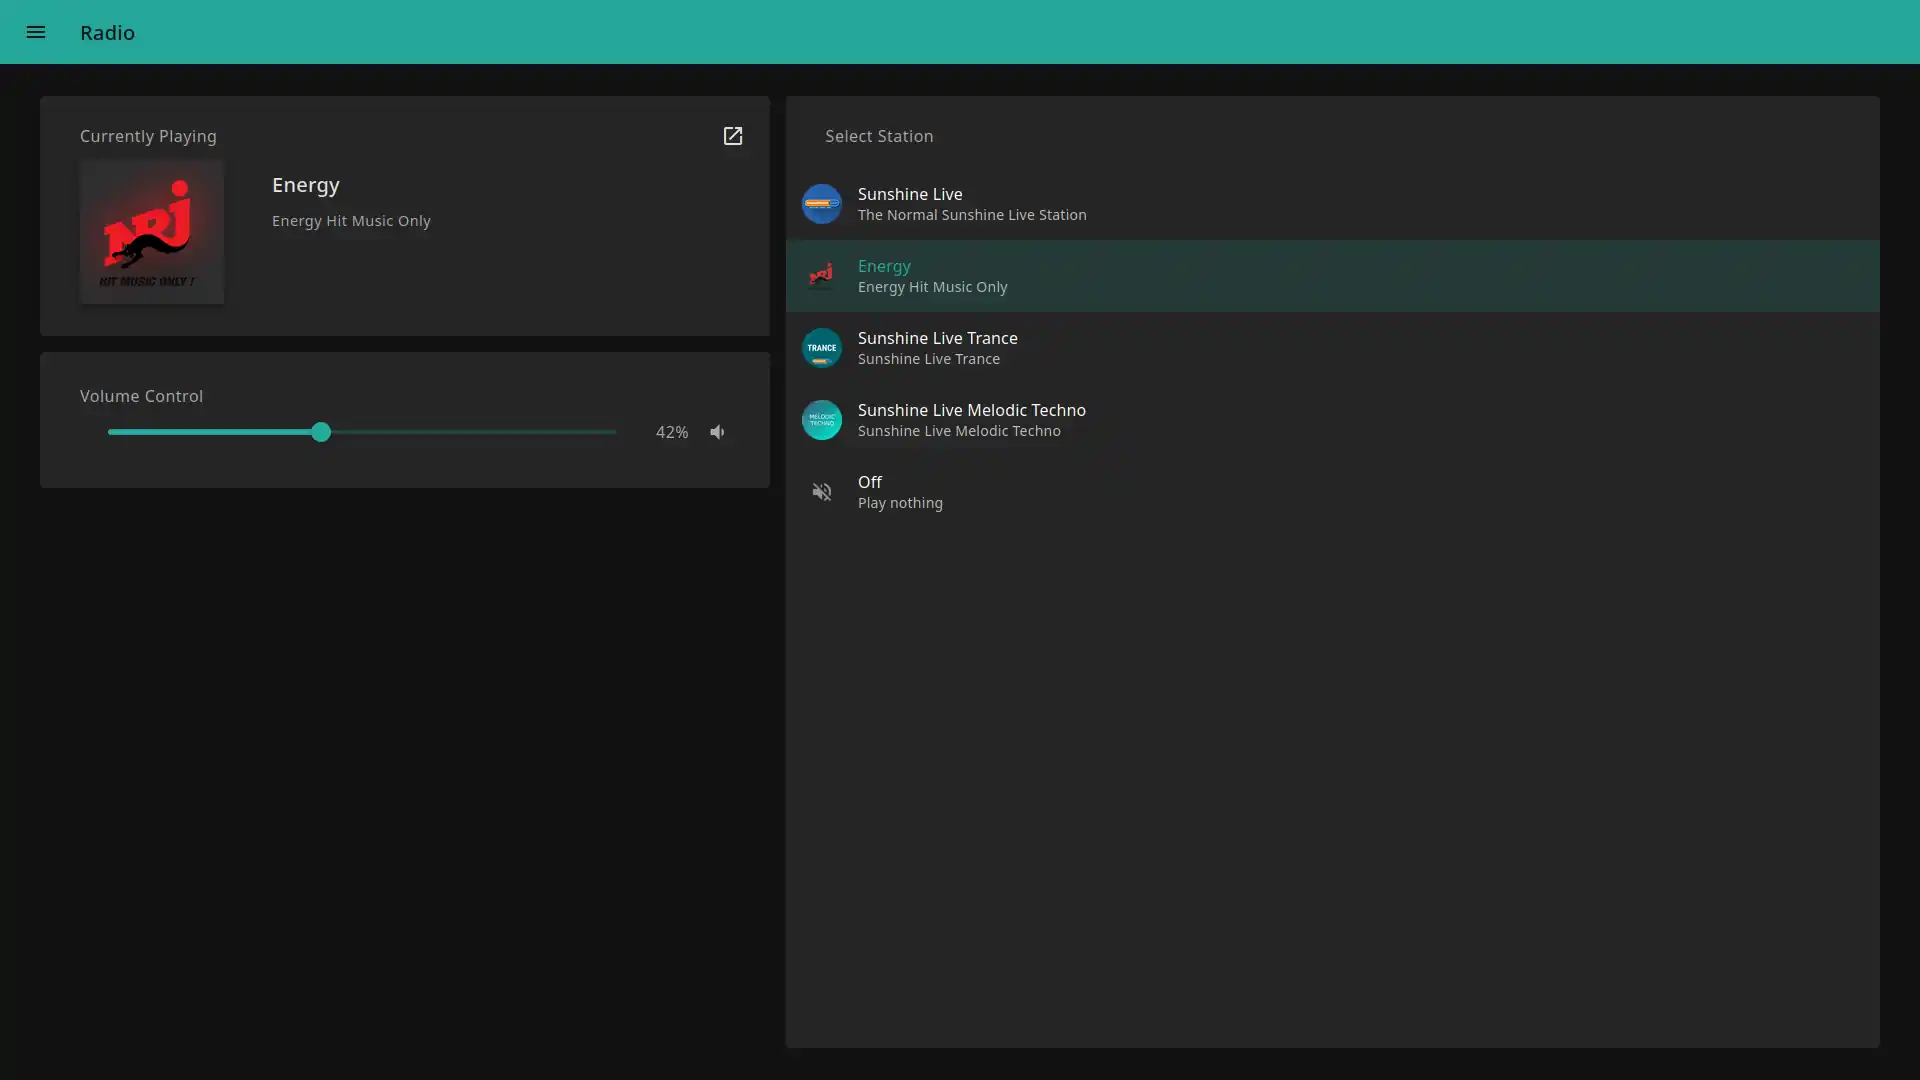 Radio
Currently Playing
NRJ
HIT MUSIC ONLY !
Energy
Energy Hit Music Only
Volume Control
42%
Select Station
Sunshine Live
The Normal Sunshine Live Station
Energy
Energy Hit Music Only
TRANCE
Sunshine Live Trance
Sunshine Live Trance
MELODIC
TECHNO
Sunshine Live Melodic Techno
Sunshine Live Melodic Techno
Off
Play nothing